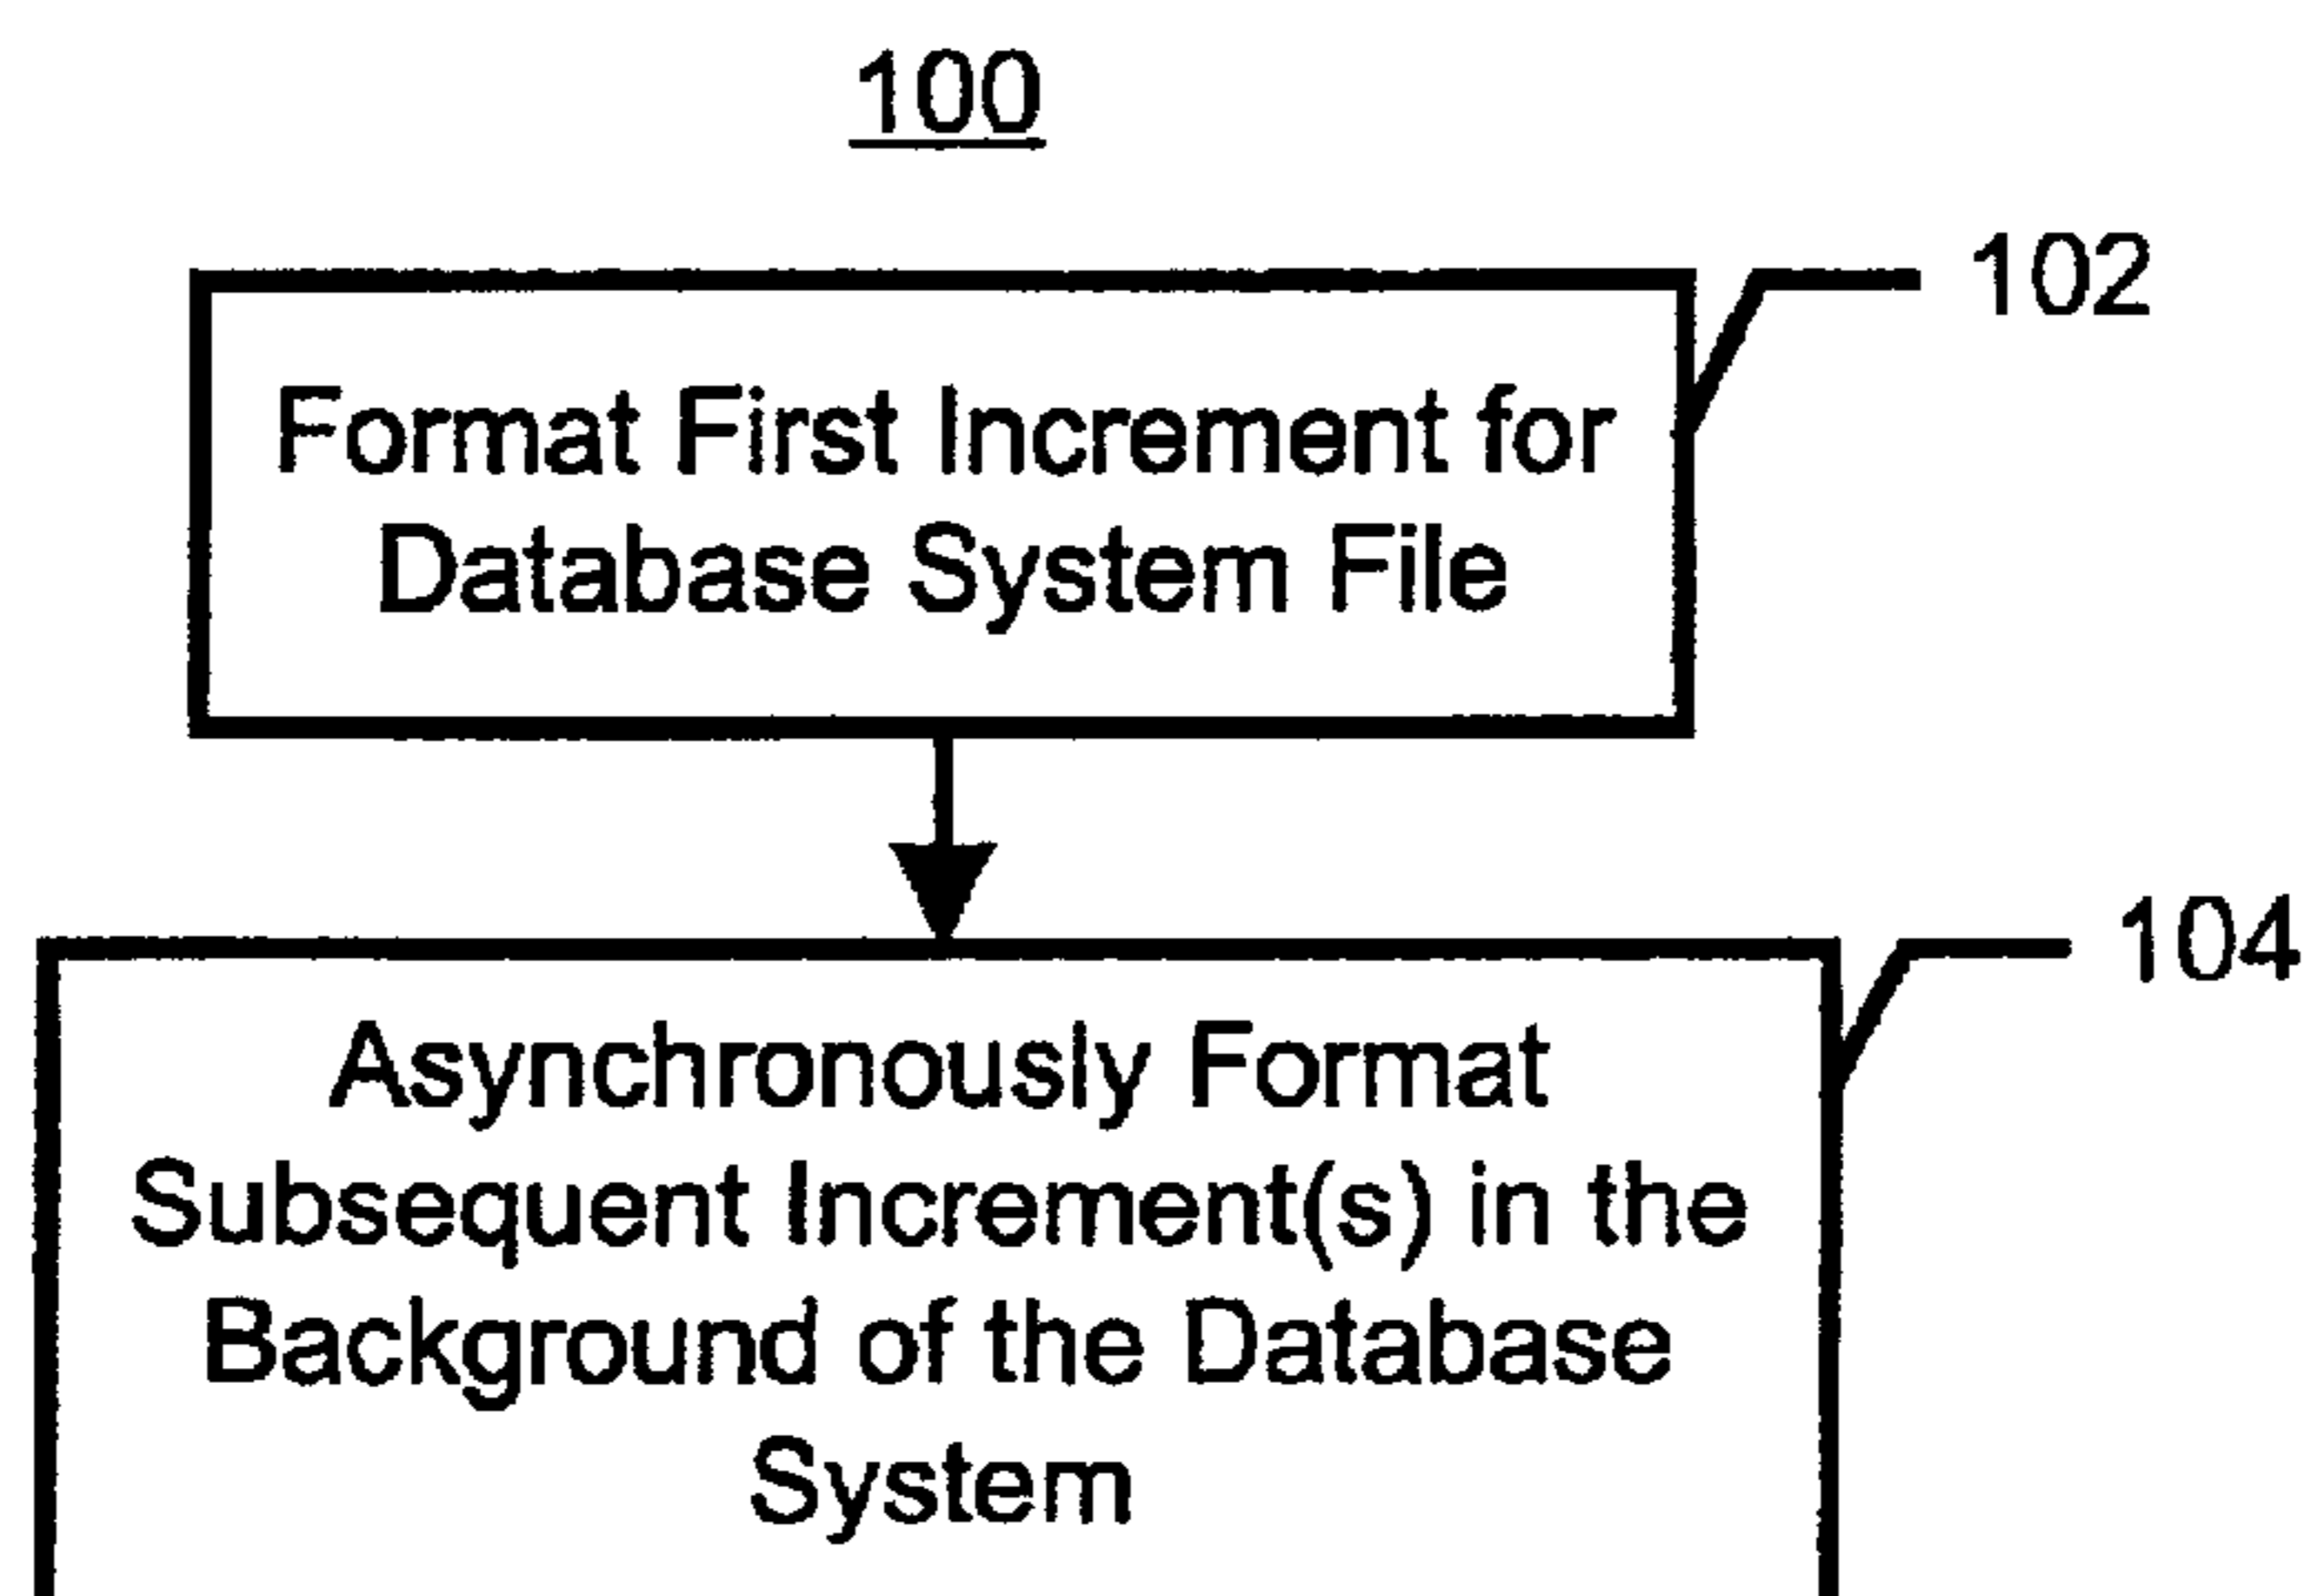 100
102
Format First Increment for
Database System File
104
Asynchronously Format
Subsequent Increment(s) in the
Background of the Database
System